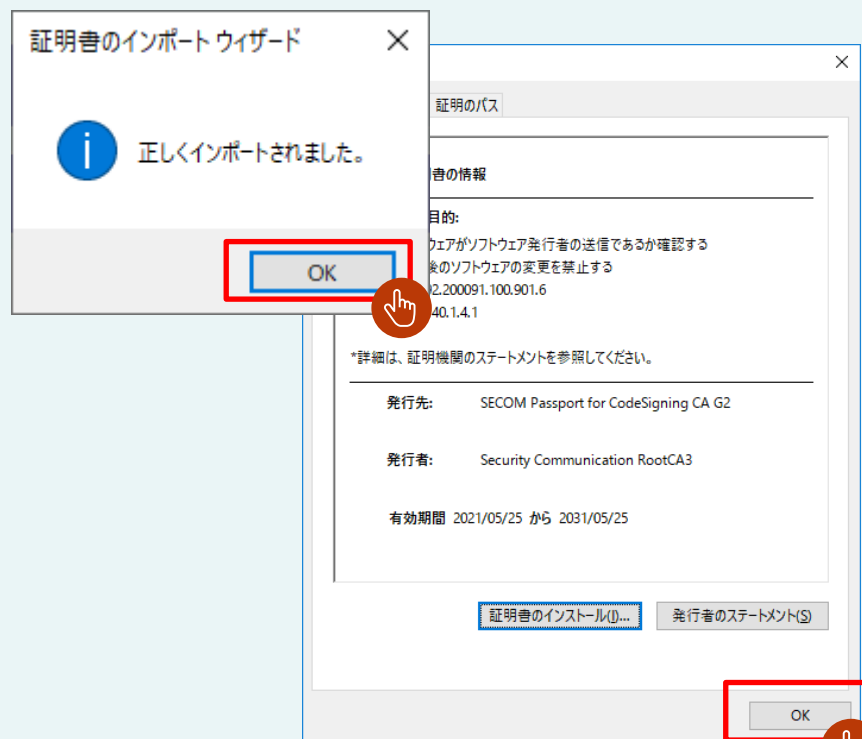 証明書のインポート ウィザード
正しくインポートされました。
OK
証明のパス
書の情報
目的:
ウェアがソフトウェア発行者の送信であるか確認する
後のソフトウェアの変更を禁止する
2.200091.100.901.6
40.1.4.1
*詳細は、証明機関のステートメントを参照してください。
発行先: SECOM Passport for CodeSigning CA G2
発行者: Security Communication RootCA3
有効期間 2021/05/25 から 2031/05/25
証明書のインストール(I)... 発行者のステートメント(S)
OK